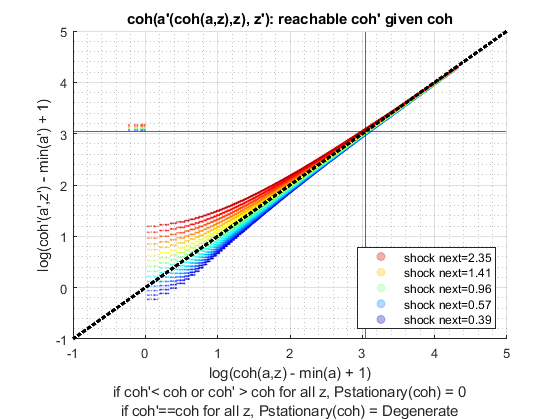 coh(a'(coh(a,z),z), z'): reachable coh' given coh
5
4
3
2
1
0
-1
log(coh'(a',z') - min(a') + 1)
shock next=2.35
shock next=1.41
shock next=0.96
shock next=0.57
shock next=0.39
-1 0 1 2 3 4 5
log(coh(a,z) - min(a) + 1)
if coh'< coh or coh' > coh for all z, Pstationary(coh) = 0
if coh'==coh for all z, Pstationary(coh) = Degenerate